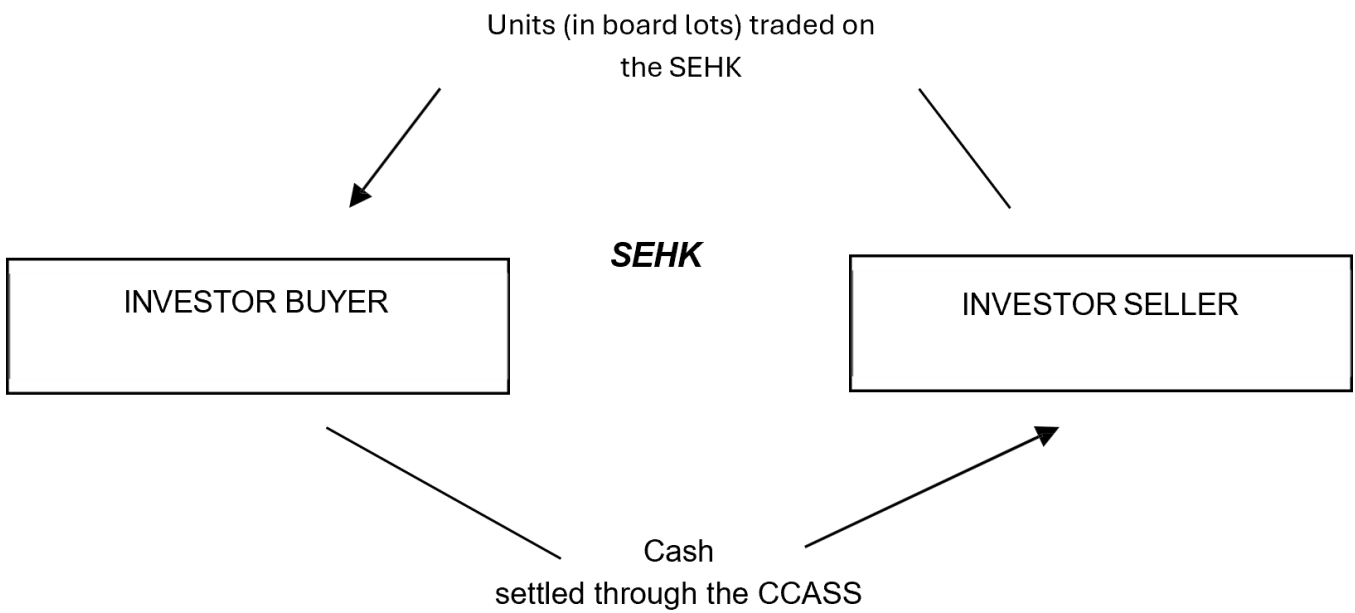 Units (in board lots) traded on
the SEHK
SEHK
INVESTOR BUYER
INVESTOR SELLER
Cash
settled through the CCASS